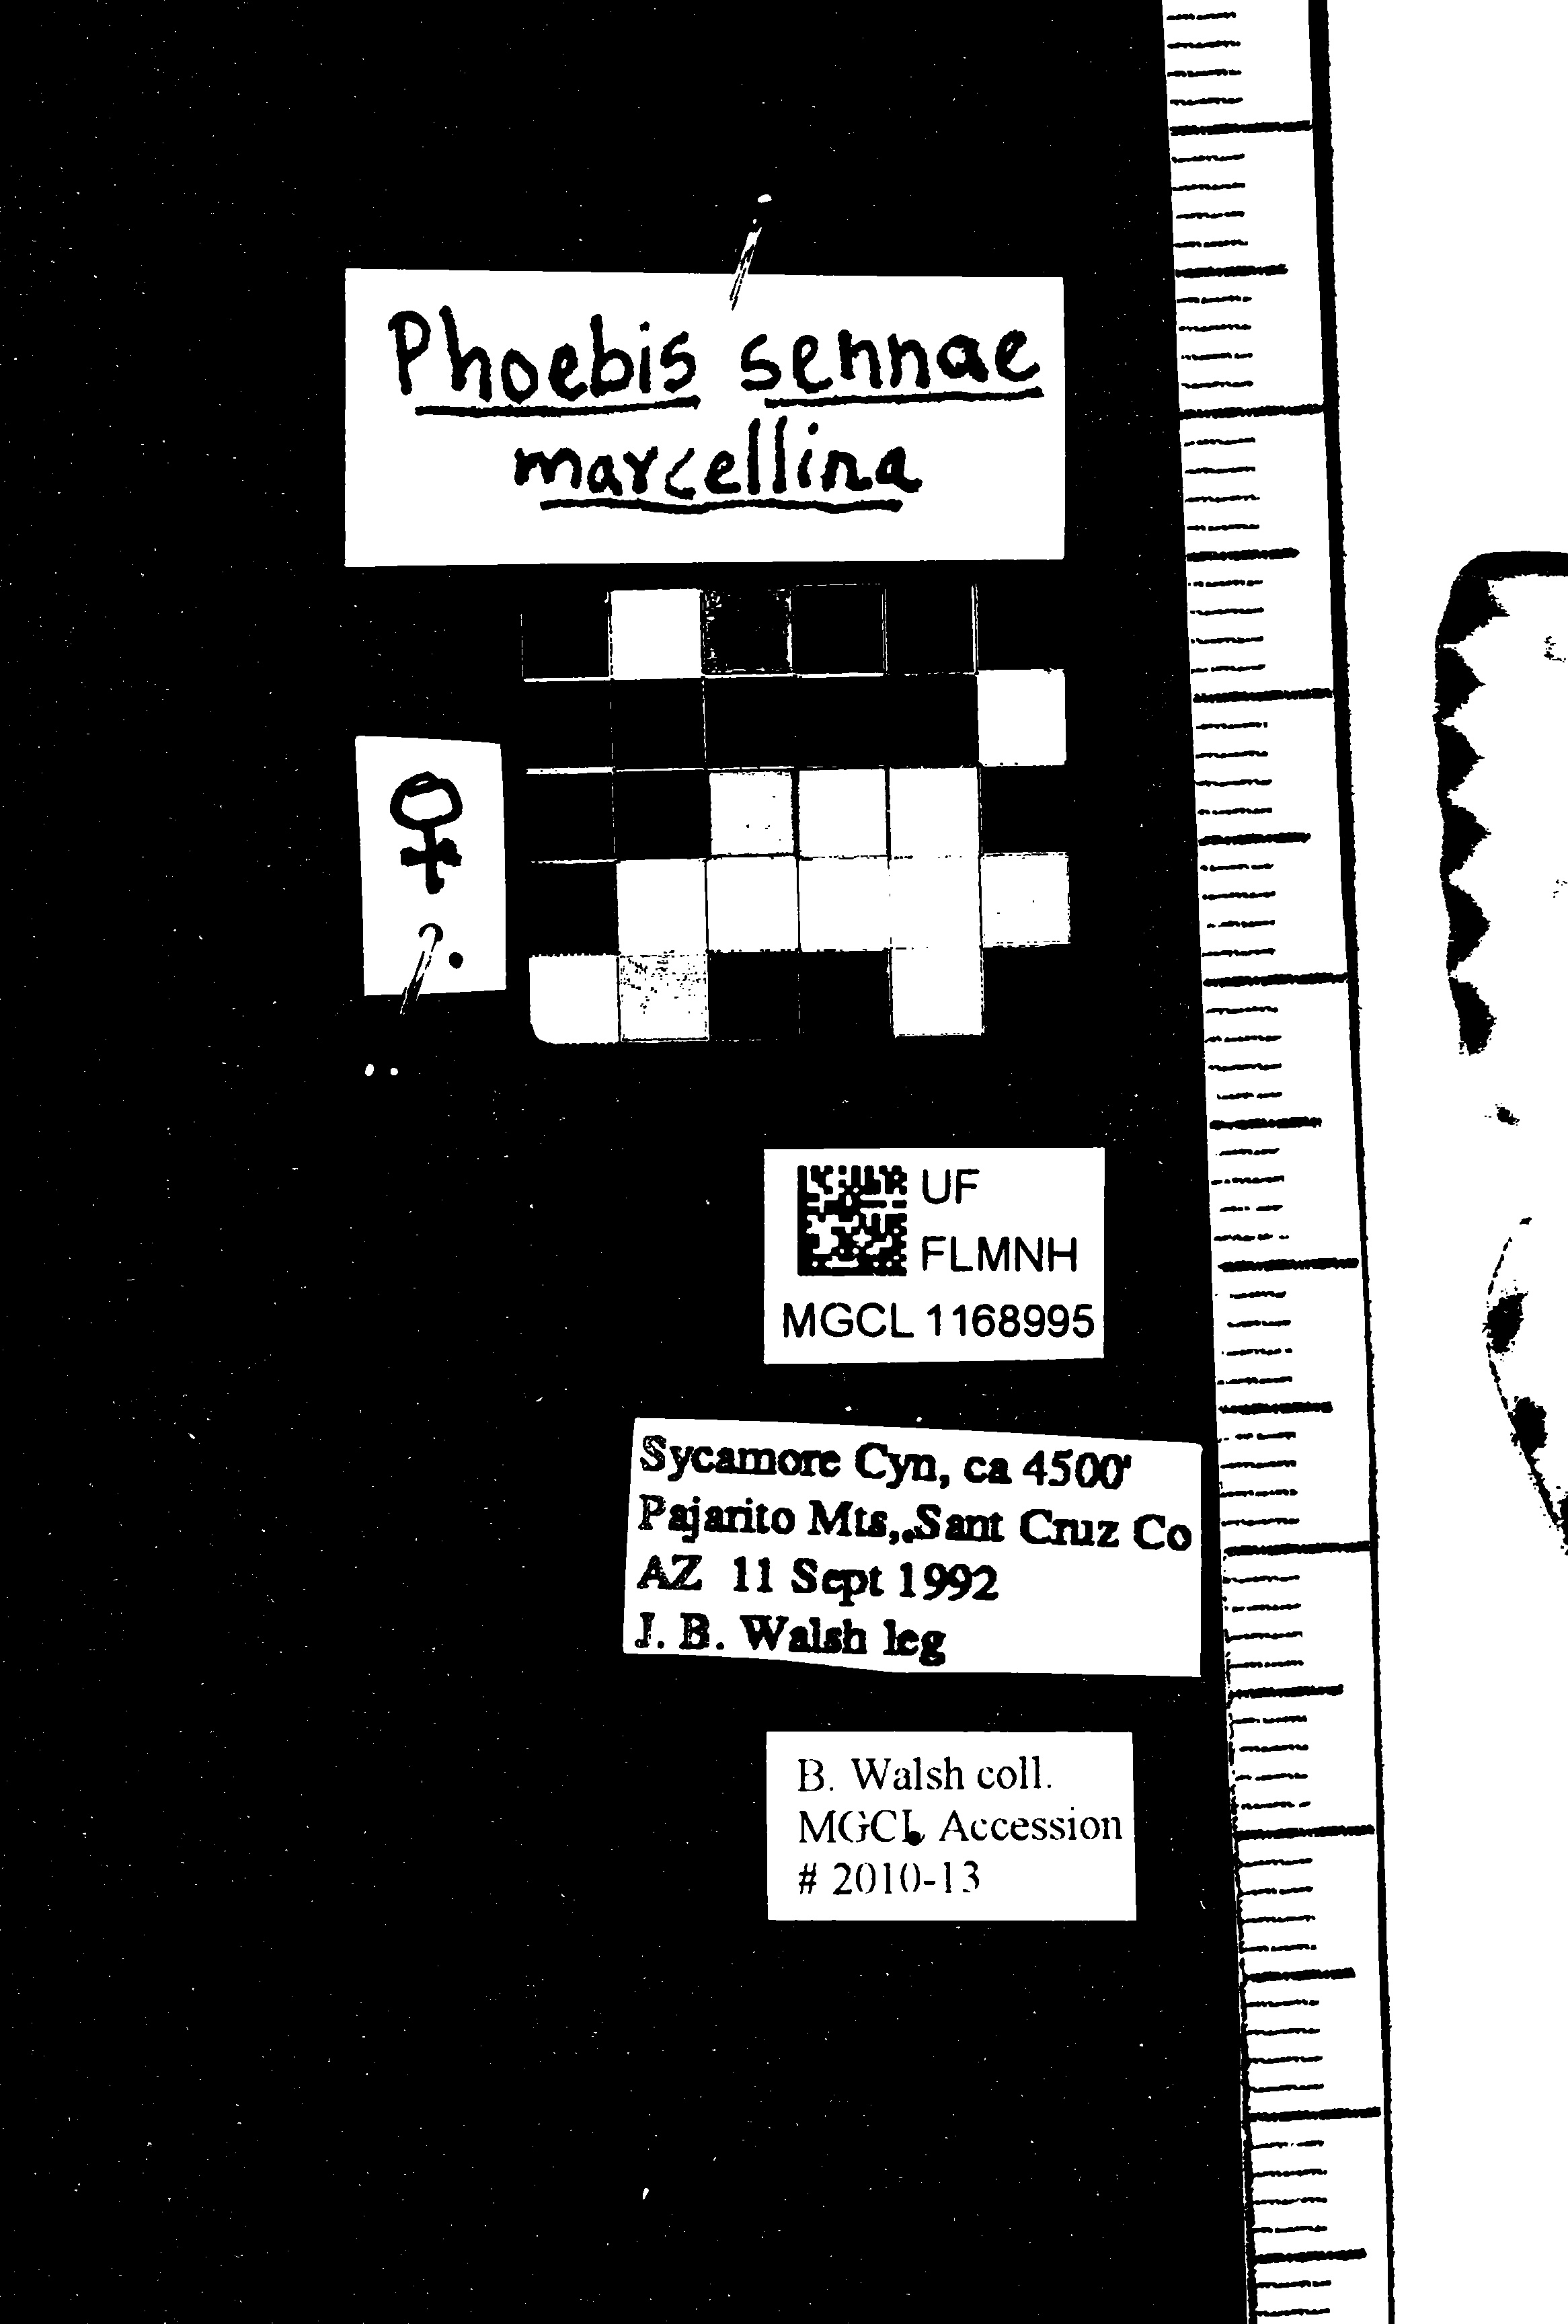 Phoebis sennae
marcellina
♀
?.
UF
FLMNH
MGCL 1168995
Sycamore Cyn, ca 4500'
Pajarito Mts,.Sant Cruz Co
AZ 11 Sept 1992
J. B. Walsh leg
B. Walsh coll.
MGCL Accession
# 2010-13